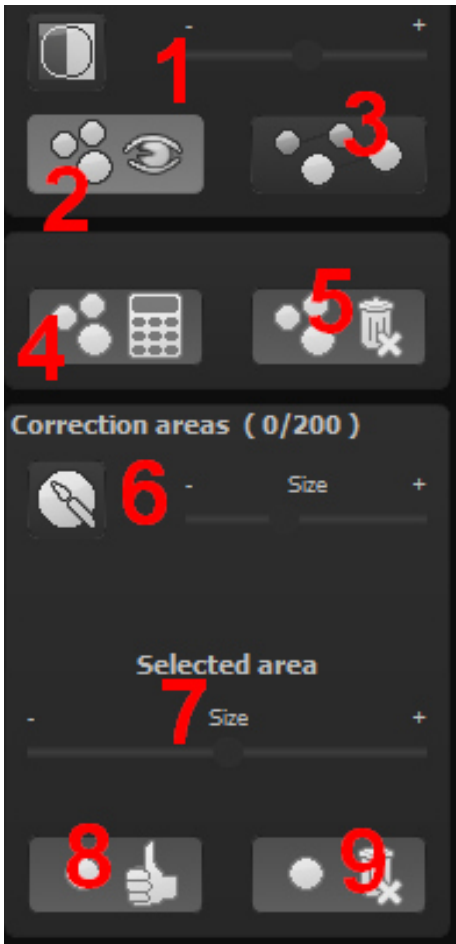 - +
1
2
3
4
5
Correction areas ( 0/200 )
6
- Size +
Selected area
7
- Size +
8
9